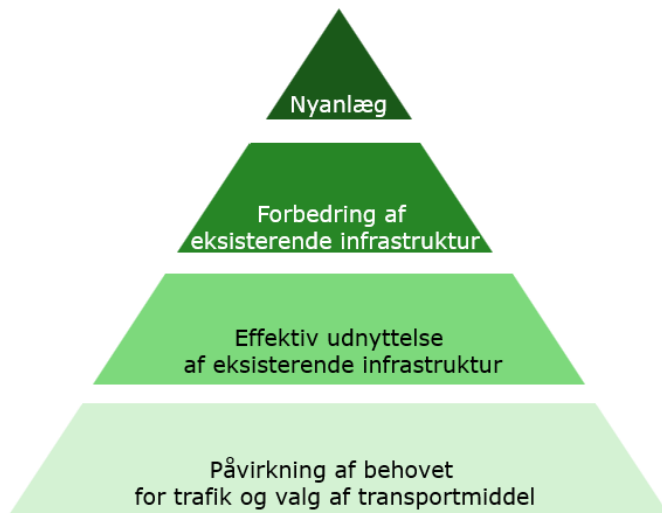 Nyanlæg
Forbedring af
eksisterende infrastruktur
Effektiv udnyttelse
af eksisterende infrastruktur
Påvirkning af behovet
for trafik og valg af transportmiddel